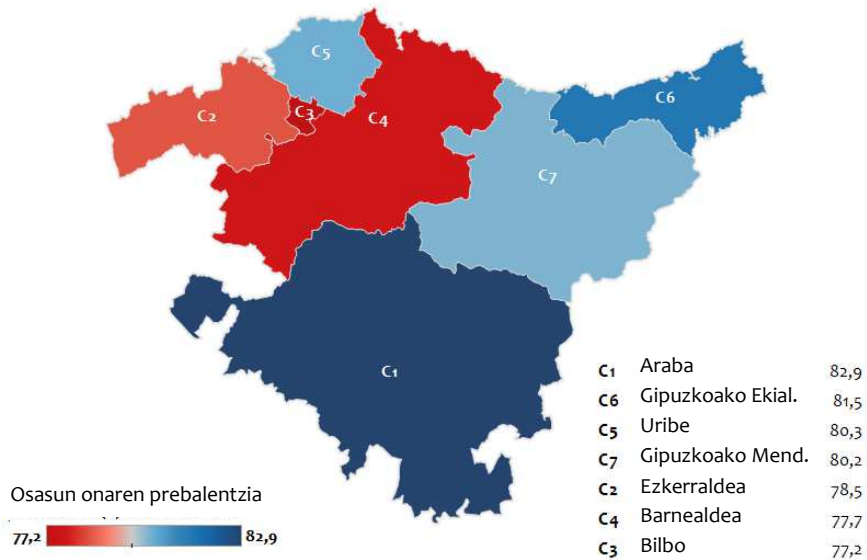 C5
C6
C2
C3
C4
C7
C1
C1 Araba 82,9
C6 Gipuzkoako Ekial. 81,5
C5 Uribe 80,3
C7 Gipuzkoako Mend. 80,2
C2 Ezkerraldea 78,5
C4 Barnealdea 77,7
C3 Bilbo 77,2
Osasun onaren prebalentzia
77,2 82,9